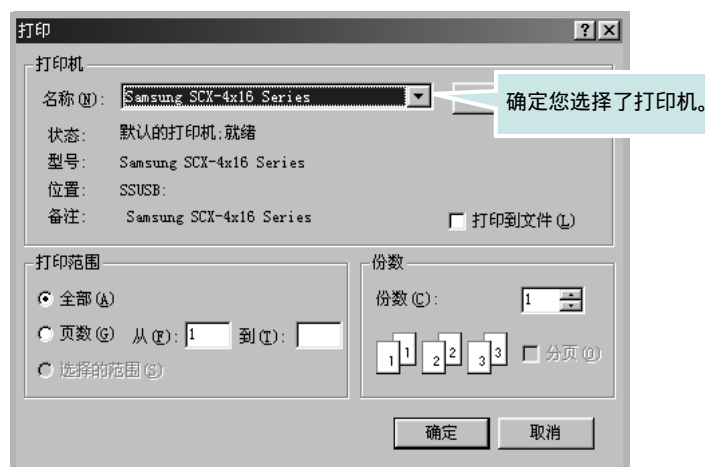 打印
打印机
名称(N): Samsung SCX-4x16 Series
确定您选择了打印机。
状态: 默认的打印机;就绪
型号: Samsung SCX-4x16 Series
位置: SSUSB:
备注: Samsung SCX-4x16 Series
打印到文件(L)
打印范围
全部(A)
页数(G) 从(F): 1 到(T):
选择的范围(S)
份数
份数(C): 1
1 1 2 2 3 3
分页(O)
确定 取消